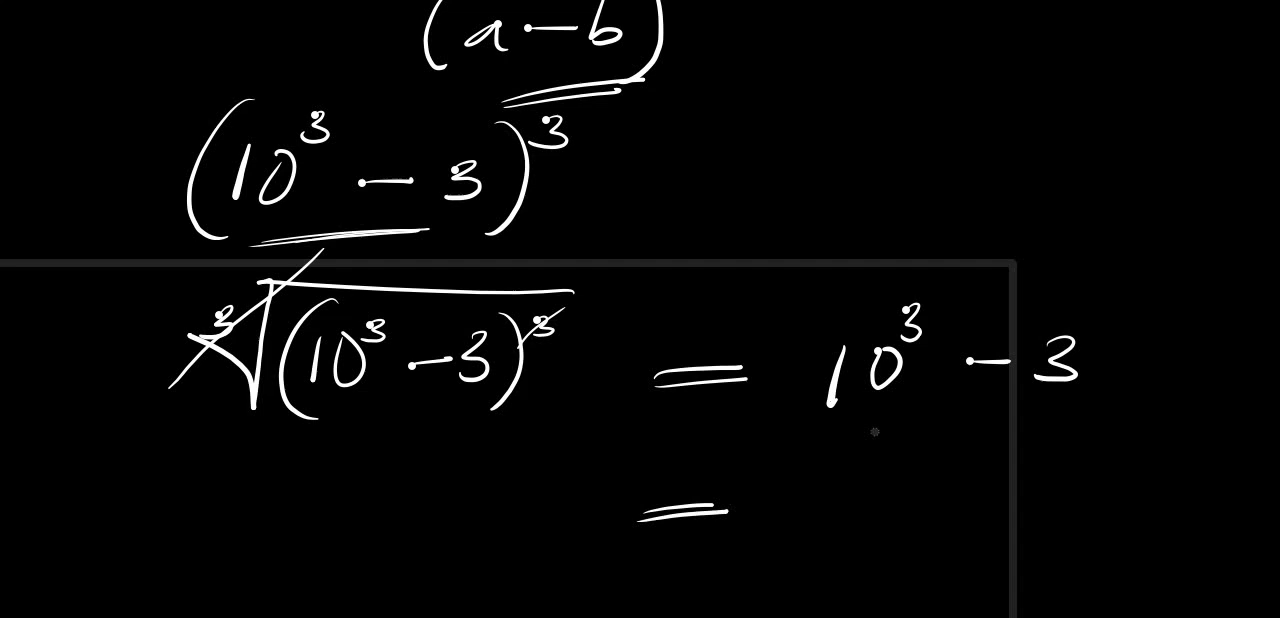 (a - b)
(10³ - 3)³
∛(10³ - 3)³ = 10³ - 3
=